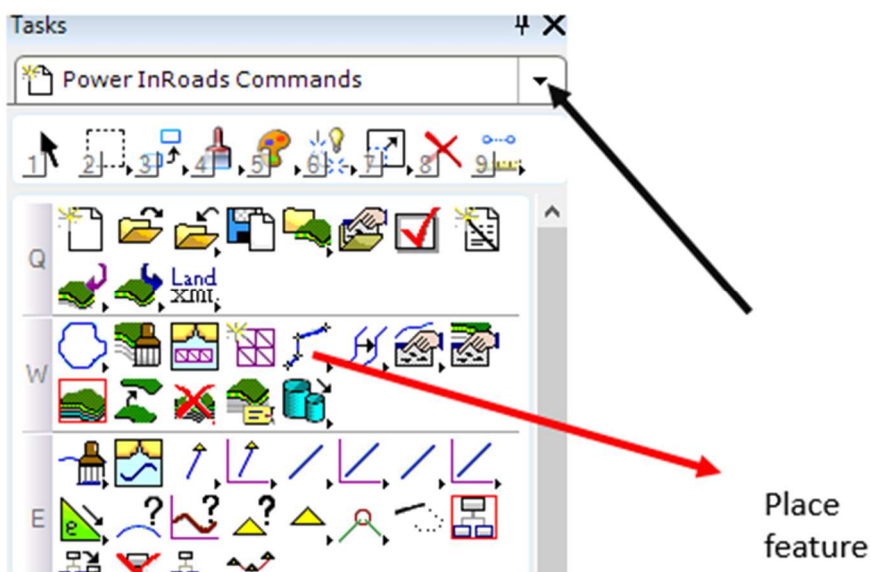 Tasks
Power InRoads Commands
1 2 3 4 5 6 7 8 9
Q
Land
XML
W
E
e ? ? ?
Place
feature